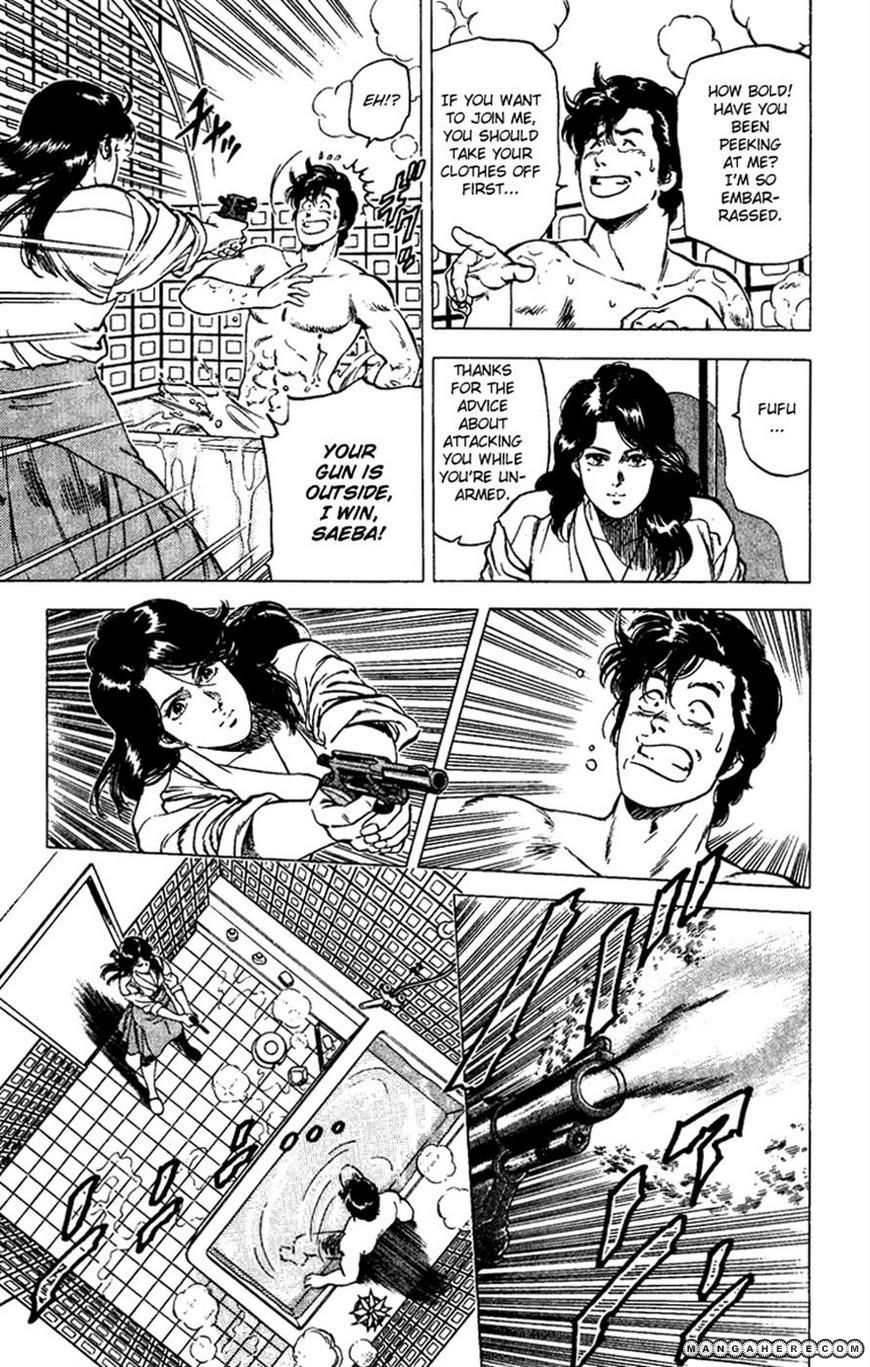 HOW BOLD!
HAVE YOU
BEEN
PEEKING
AT ME?
I'M SO
EMBAR-
RASSED.
IF YOU WANT
TO JOIN ME,
YOU SHOULD
TAKE YOUR
CLOTHES OFF
FIRST...
EH!?
FUFU
...
THANKS
FOR THE
ADVICE
ABOUT
ATTACKING
YOU WHILE
YOU'RE UN-
ARMED.
YOUR
GUN IS
OUTSIDE,
I WIN,
SAEBA!
MANGAHERE.COM